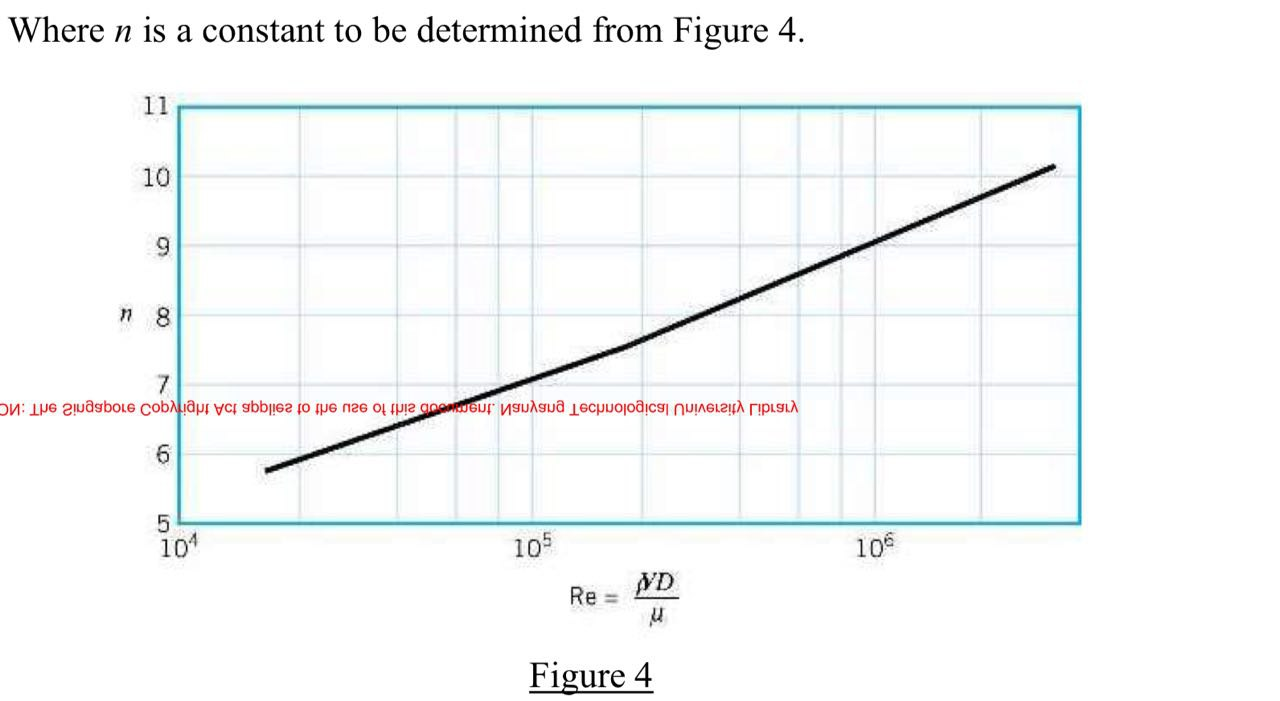 Where n is a constant to be determined from Figure 4.
11
10
9
n 8
7
ON: The Singapore Copyright Act applies to the use of this document. Nanyang Technological University Library
6
5
10⁴ 10⁵ 10⁶
Re = ρVD/μ
Figure 4